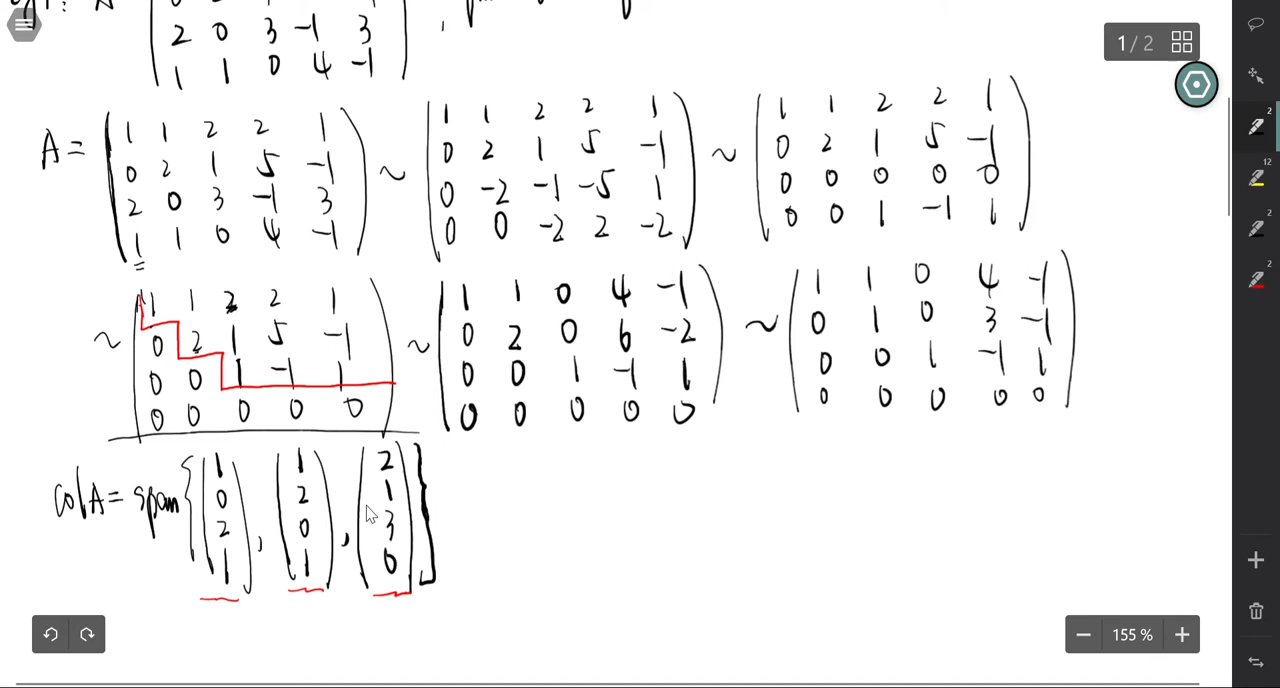 2 0 3 -1 3
1 1 0 4 -1
1 / 2
A = ( 1 1 2 2 1 ; 0 2 1 5 -1 ; 2 0 3 -1 3 ; 1 1 0 4 -1 ) ~ ( 1 1 2 2 1 ; 0 2 1 5 -1 ; 0 -2 -1 -5 1 ; 0 0 -2 2 -2 ) ~ ( 1 1 2 2 1 ; 0 2 1 5 -1 ; 0 0 0 0 0 ; 0 0 1 -1 1 )
~ ( 1 1 2 2 1 ; 0 2 1 5 -1 ; 0 0 1 -1 1 ; 0 0 0 0 0 ) ~ ( 1 1 0 4 -1 ; 0 2 0 6 -2 ; 0 0 1 -1 1 ; 0 0 0 0 0 ) ~ ( 1 1 0 4 -1 ; 0 1 0 3 -1 ; 0 0 1 -1 1 ; 0 0 0 0 0 )
colA = span { ( 1 ; 0 ; 2 ; 1 ) , ( 1 ; 2 ; 0 ; 1 ) , ( 2 ; 1 ; 3 ; 0 ) }
155 %
2
12
2
2